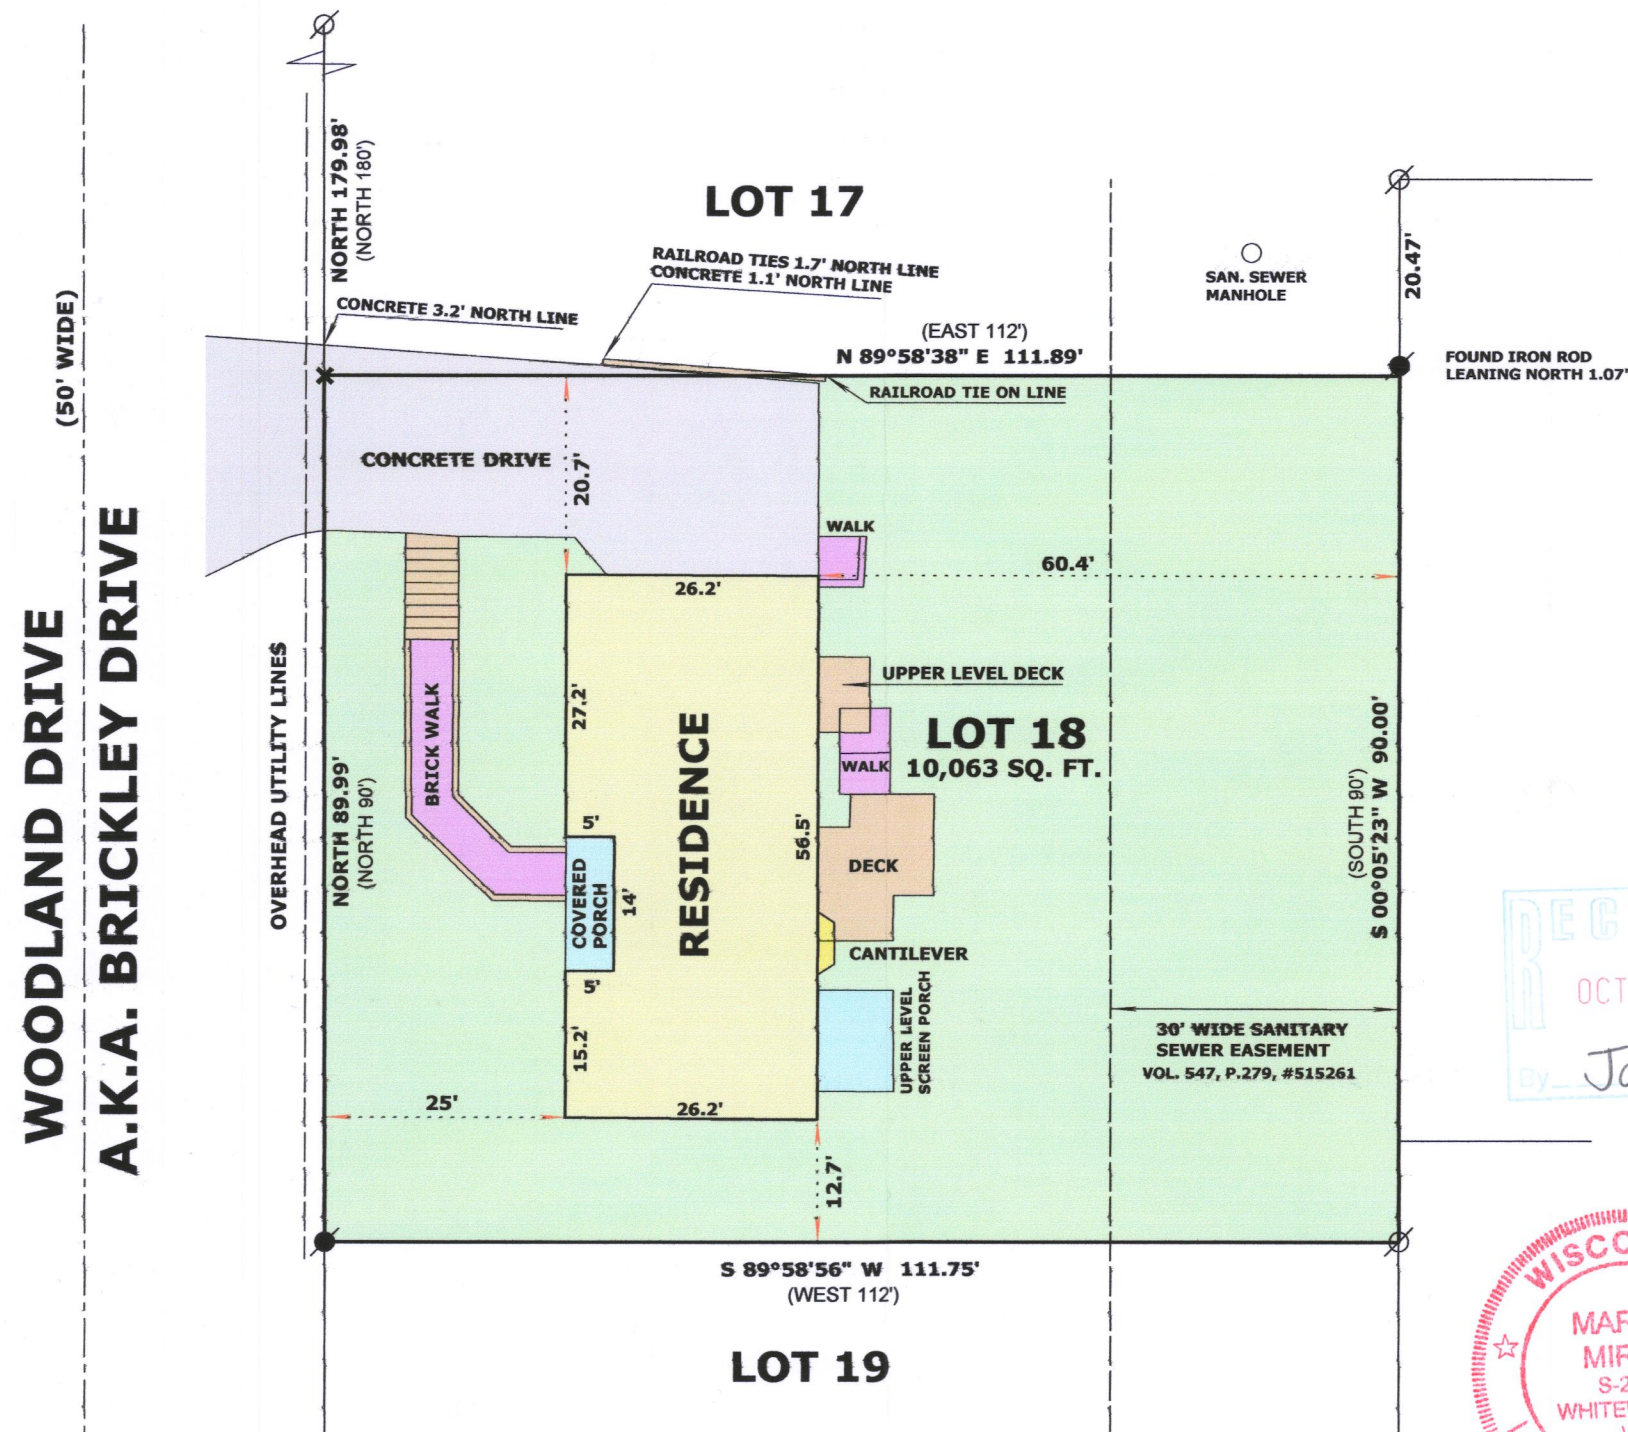 NORTH 179.98'
(NORTH 180')
LOT 17
RAILROAD TIES 1.7' NORTH LINE
CONCRETE 1.1' NORTH LINE
CONCRETE 3.2' NORTH LINE
SAN. SEWER
MANHOLE
20.47'
(EAST 112')
N 89°58'38" E 111.89'
FOUND IRON ROD
LEANING NORTH 1.07'
RAILROAD TIE ON LINE
(50' WIDE)
WOODLAND DRIVE
A.K.A. BRICKLEY DRIVE
CONCRETE DRIVE
20.7'
WALK
60.4'
26.2'
OVERHEAD UTILITY LINES
NORTH 89.99'
(NORTH 90')
BRICK WALK
27.2'
RESIDENCE
UPPER LEVEL DECK
LOT 18
10,063 SQ. FT.
WALK
5'
COVERED
PORCH
14'
56.5'
DECK
CANTILEVER
5'
15.2'
UPPER LEVEL
SCREEN PORCH
(SOUTH 90')
S 00°05'23" W 90.00'
30' WIDE SANITARY
SEWER EASEMENT
VOL. 547, P.279, #515261
25'
26.2'
12.7'
S 89°58'56" W 111.75'
(WEST 112')
LOT 19
OCT
By